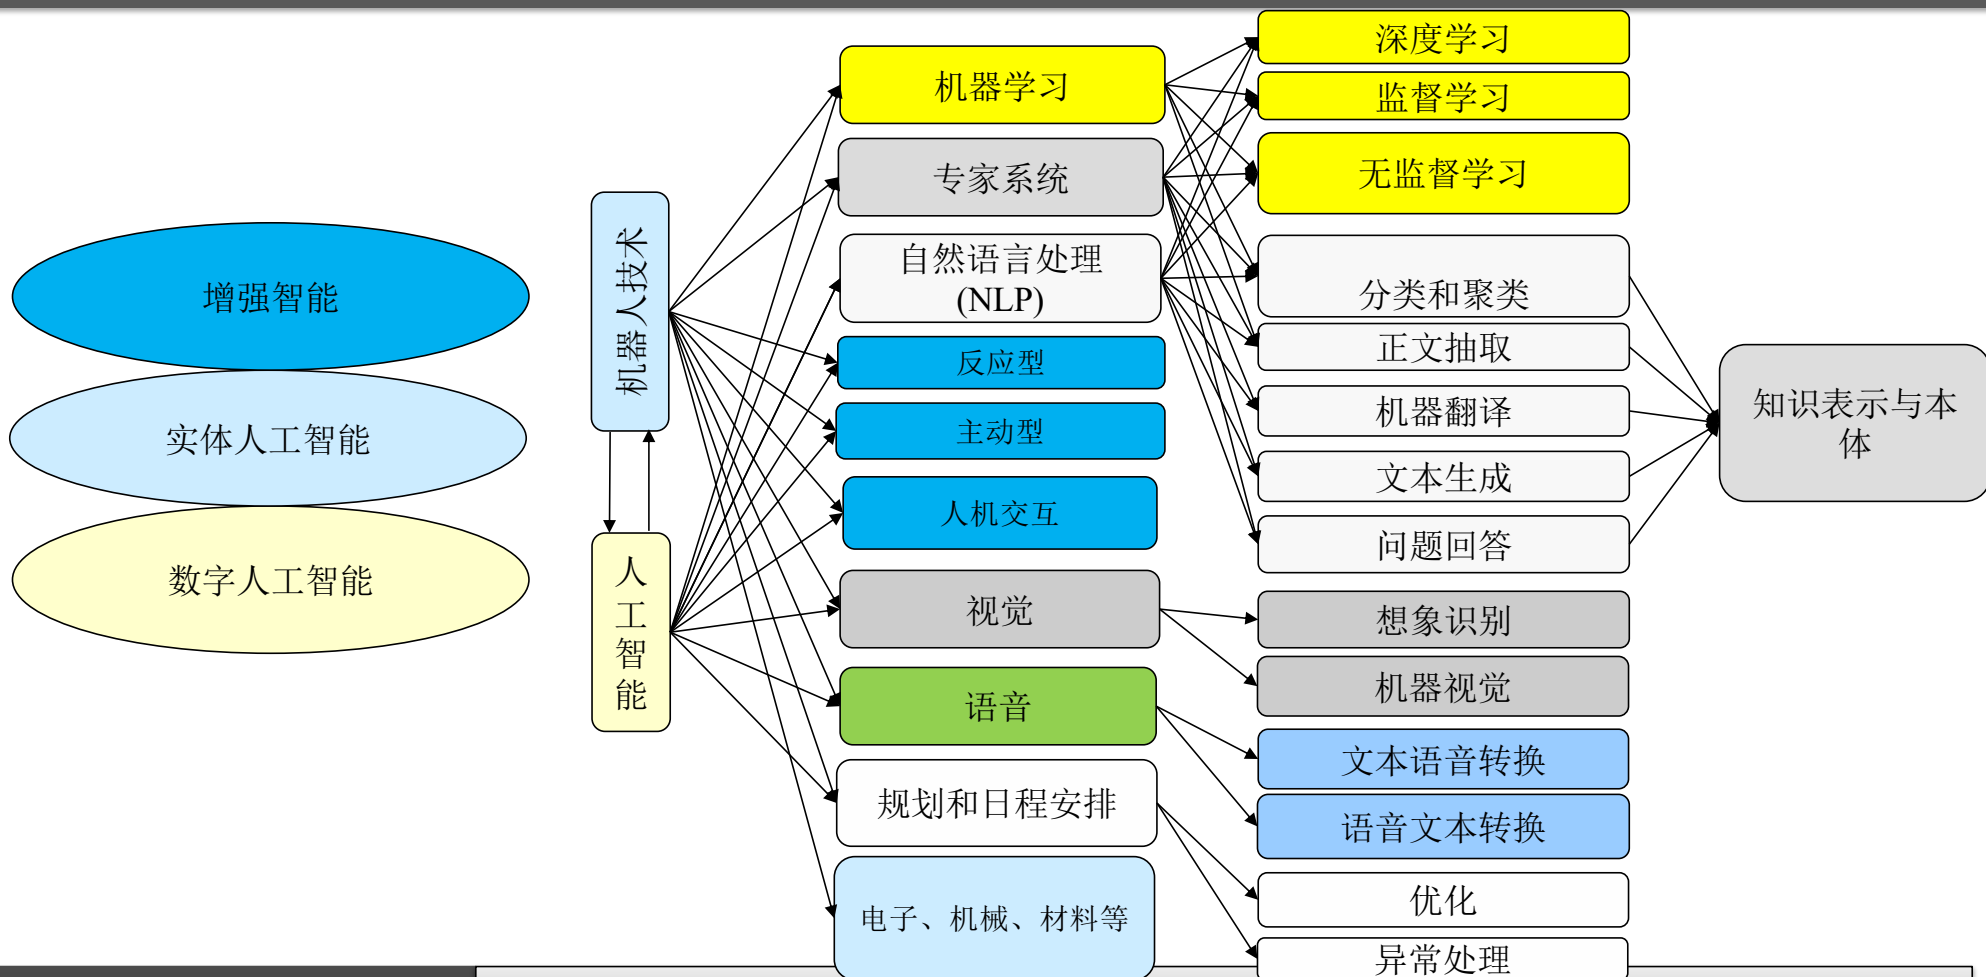 增强智能
实体人工智能
数字人工智能
机器人技术
人
工
智
能
机器学习
专家系统
自然语言处理
(NLP)
反应型
主动型
人机交互
视觉
语音
规划和日程安排
电子、机械、材料等
深度学习
监督学习
无监督学习
分类和聚类
正文抽取
机器翻译
文本生成
问题回答
想象识别
机器视觉
文本语音转换
语音文本转换
优化
异常处理
知识表示与本
体